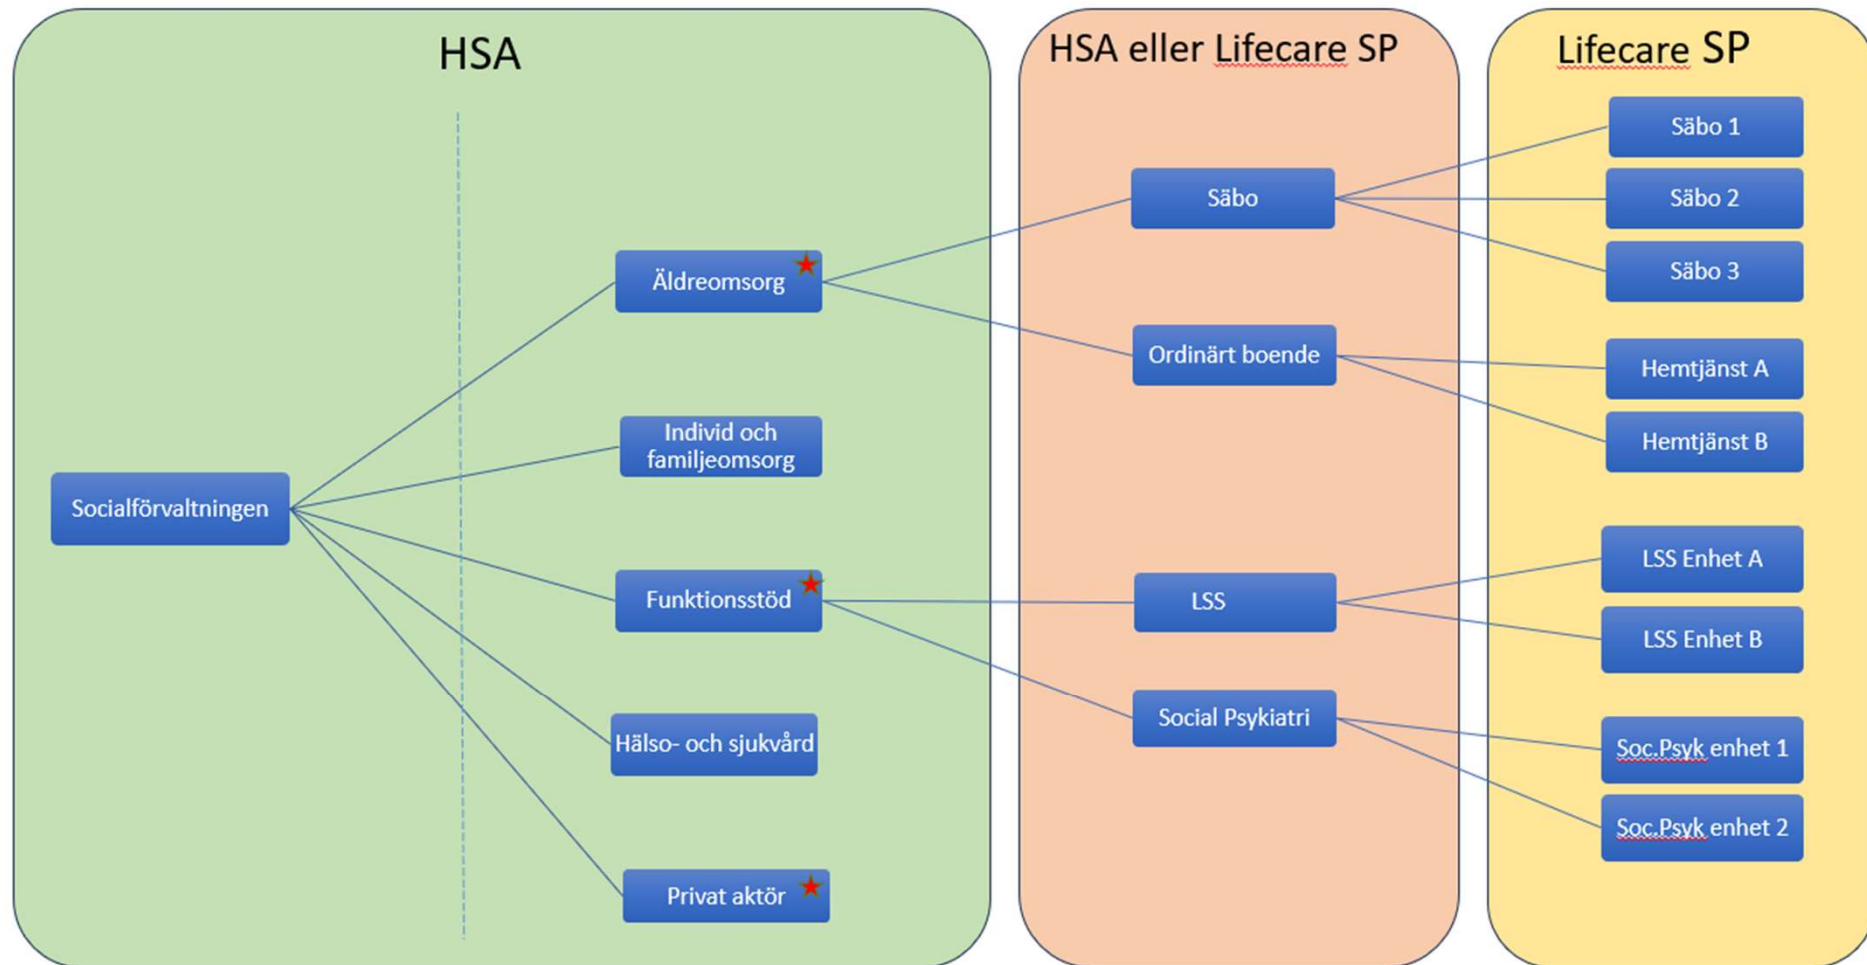 HSA
Socialförvaltningen
Äldreomsorg
Individ och
familjeomsorg
Funktionsstöd
Hälso- och sjukvård
Privat aktör
HSA eller Lifecare SP
Säbo
Ordinärt boende
LSS
Social Psykiatri
Lifecare SP
Säbo 1
Säbo 2
Säbo 3
Hemtjänst A
Hemtjänst B
LSS Enhet A
LSS Enhet B
Soc.Psyk enhet 1
Soc.Psyk enhet 2